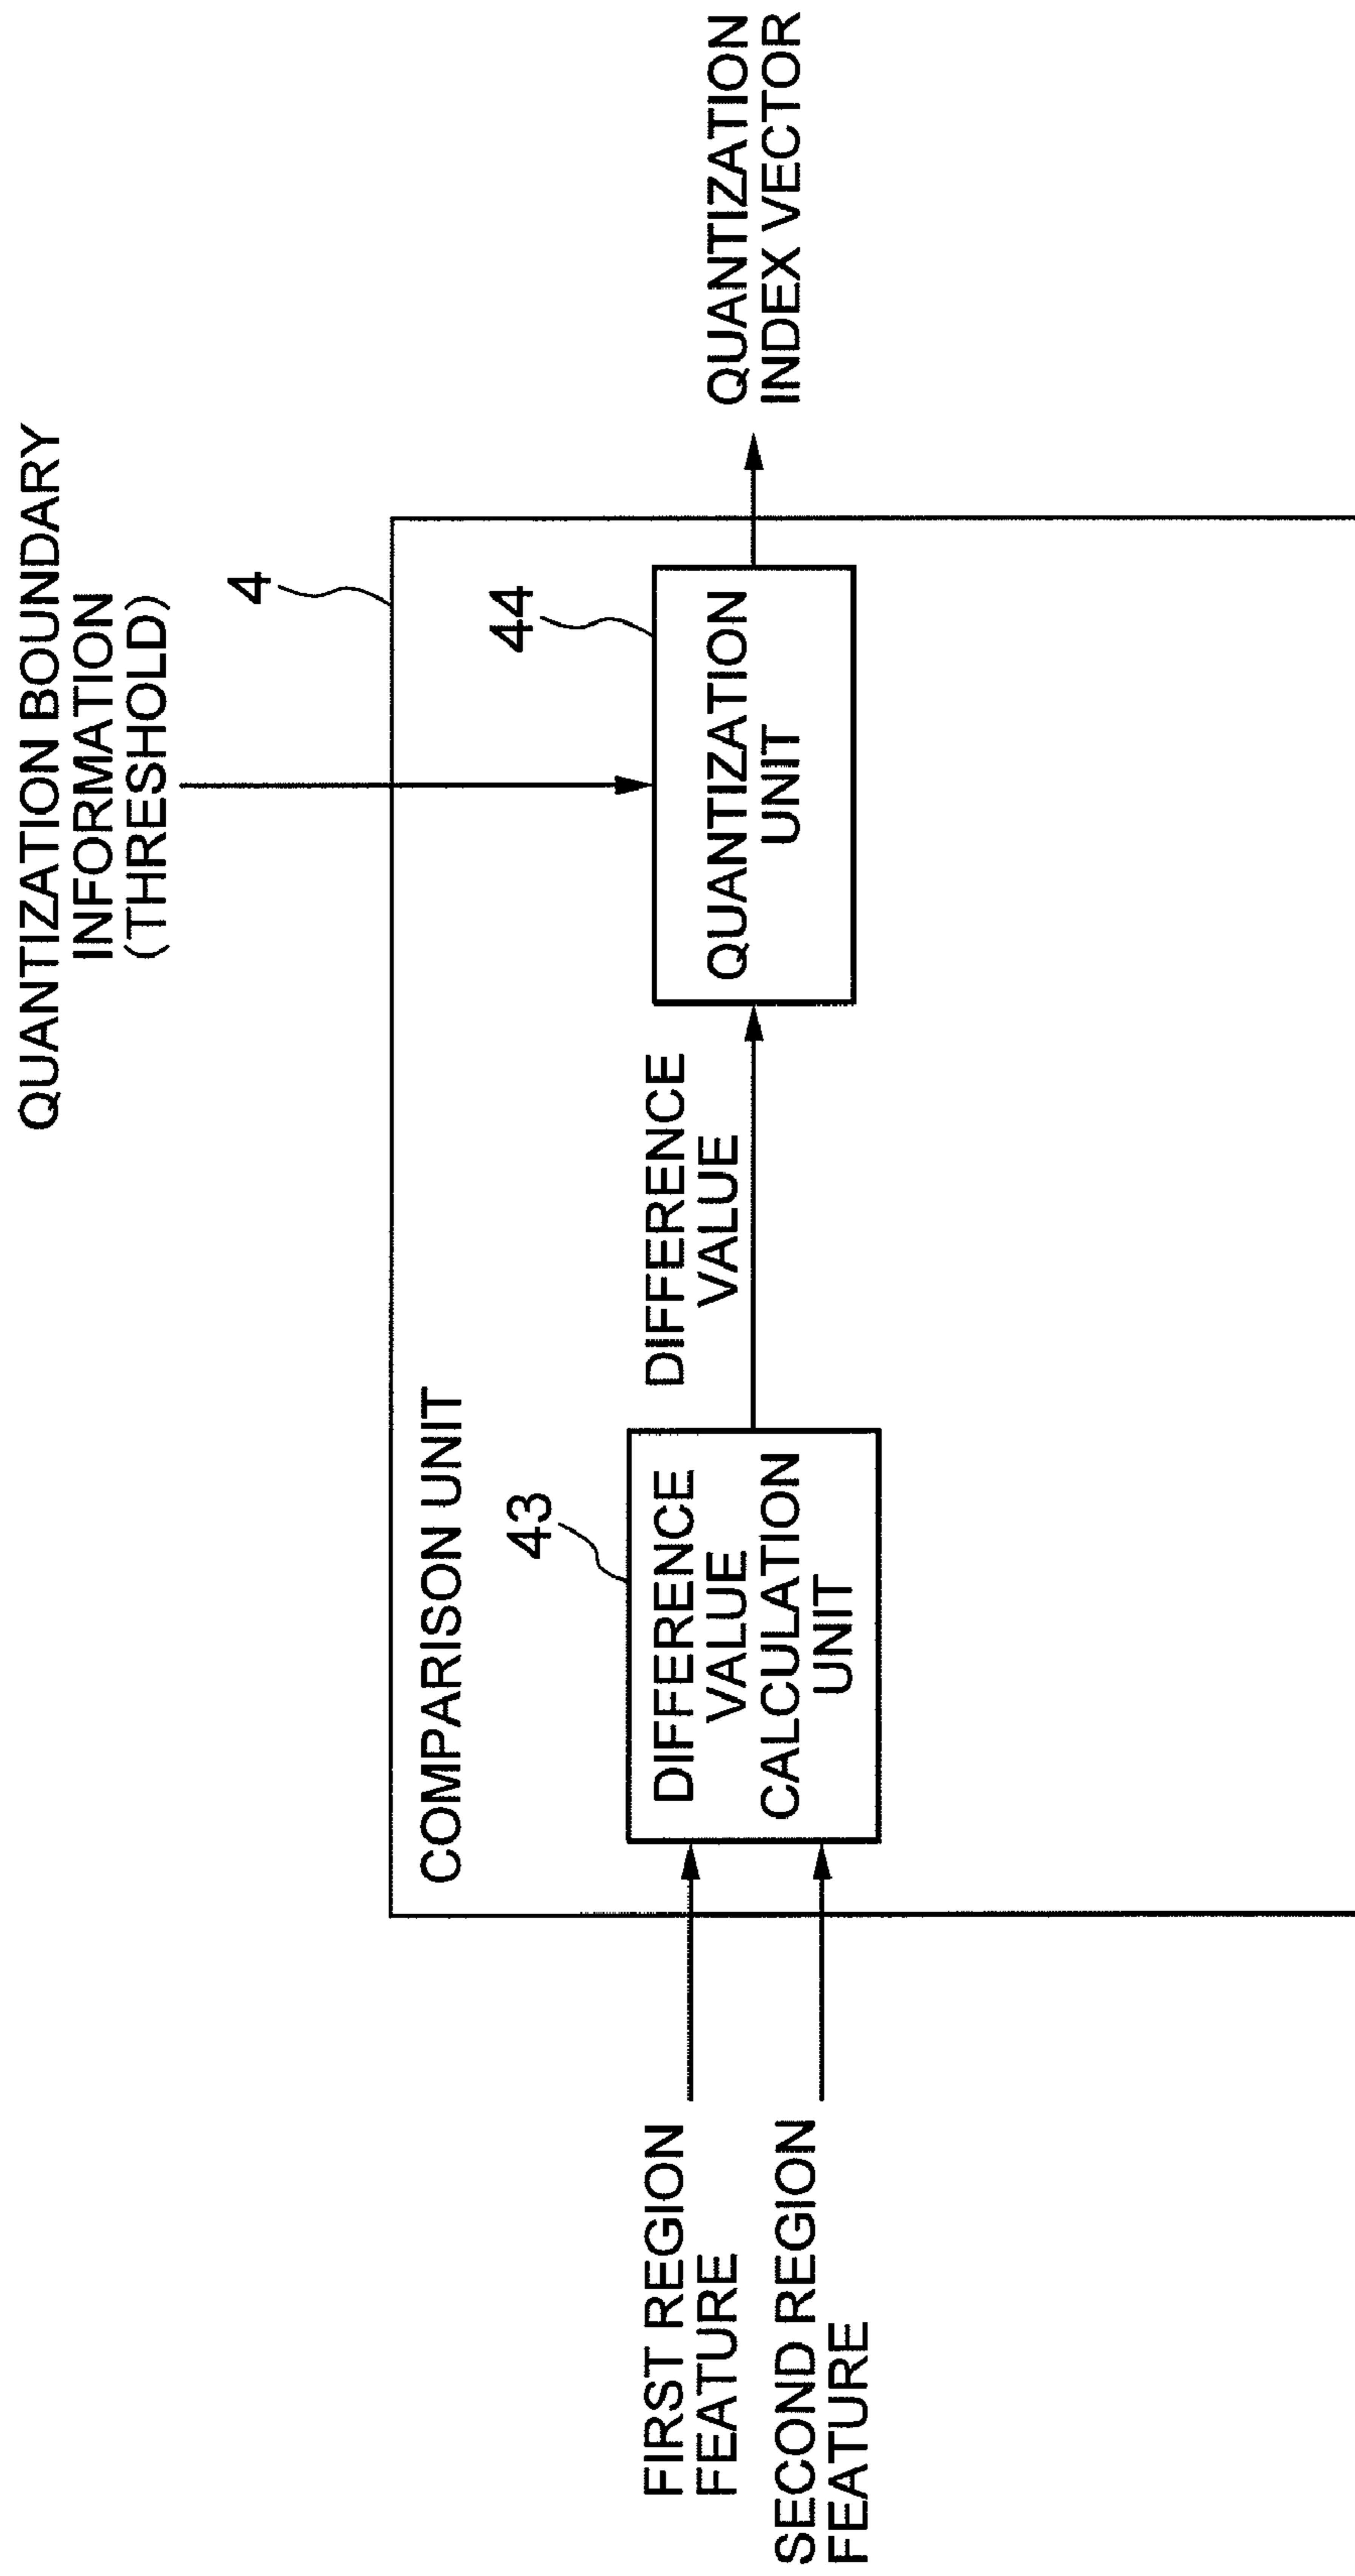 QUANTIZATION BOUNDARY
INFORMATION
(THRESHOLD)
4
COMPARISON UNIT
43
44
FIRST REGION
FEATURE
SECOND REGION
FEATURE
DIFFERENCE
VALUE
CALCULATION
UNIT
DIFFERENCE
VALUE
QUANTIZATION
UNIT
QUANTIZATION
INDEX VECTOR